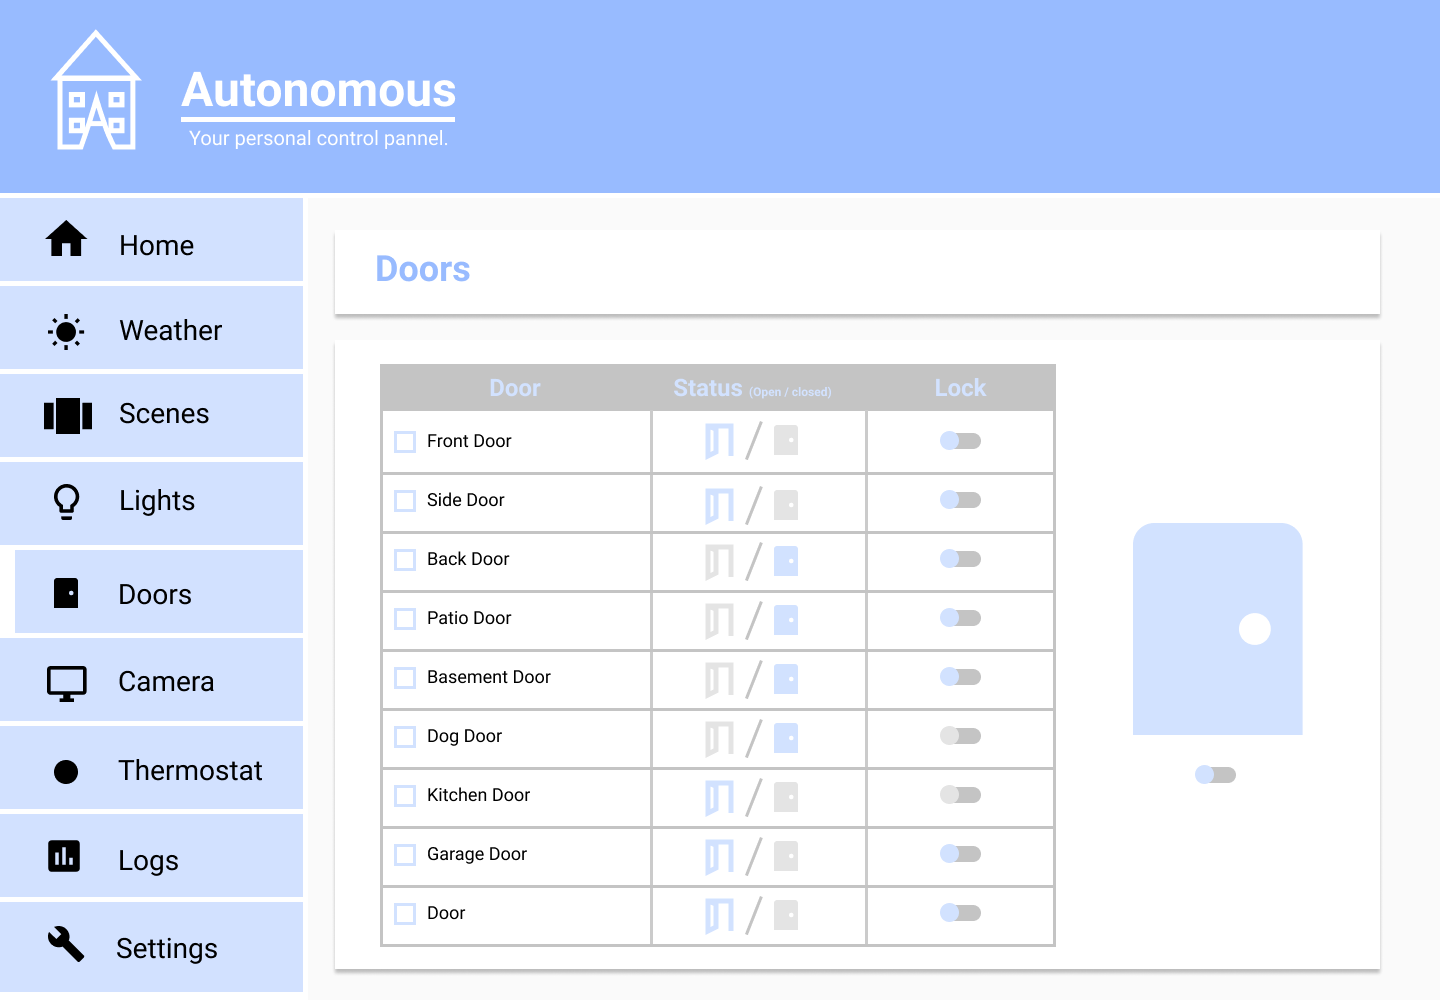 Autonomous
Your personal control pannel.
Home
Weather
Scenes
Lights
Doors
Camera
Thermostat
Logs
Settings
Doors
Door Status (Open / closed) Lock
Front Door
Side Door
Back Door
Patio Door
Basement Door
Dog Door
Kitchen Door
Garage Door
Door